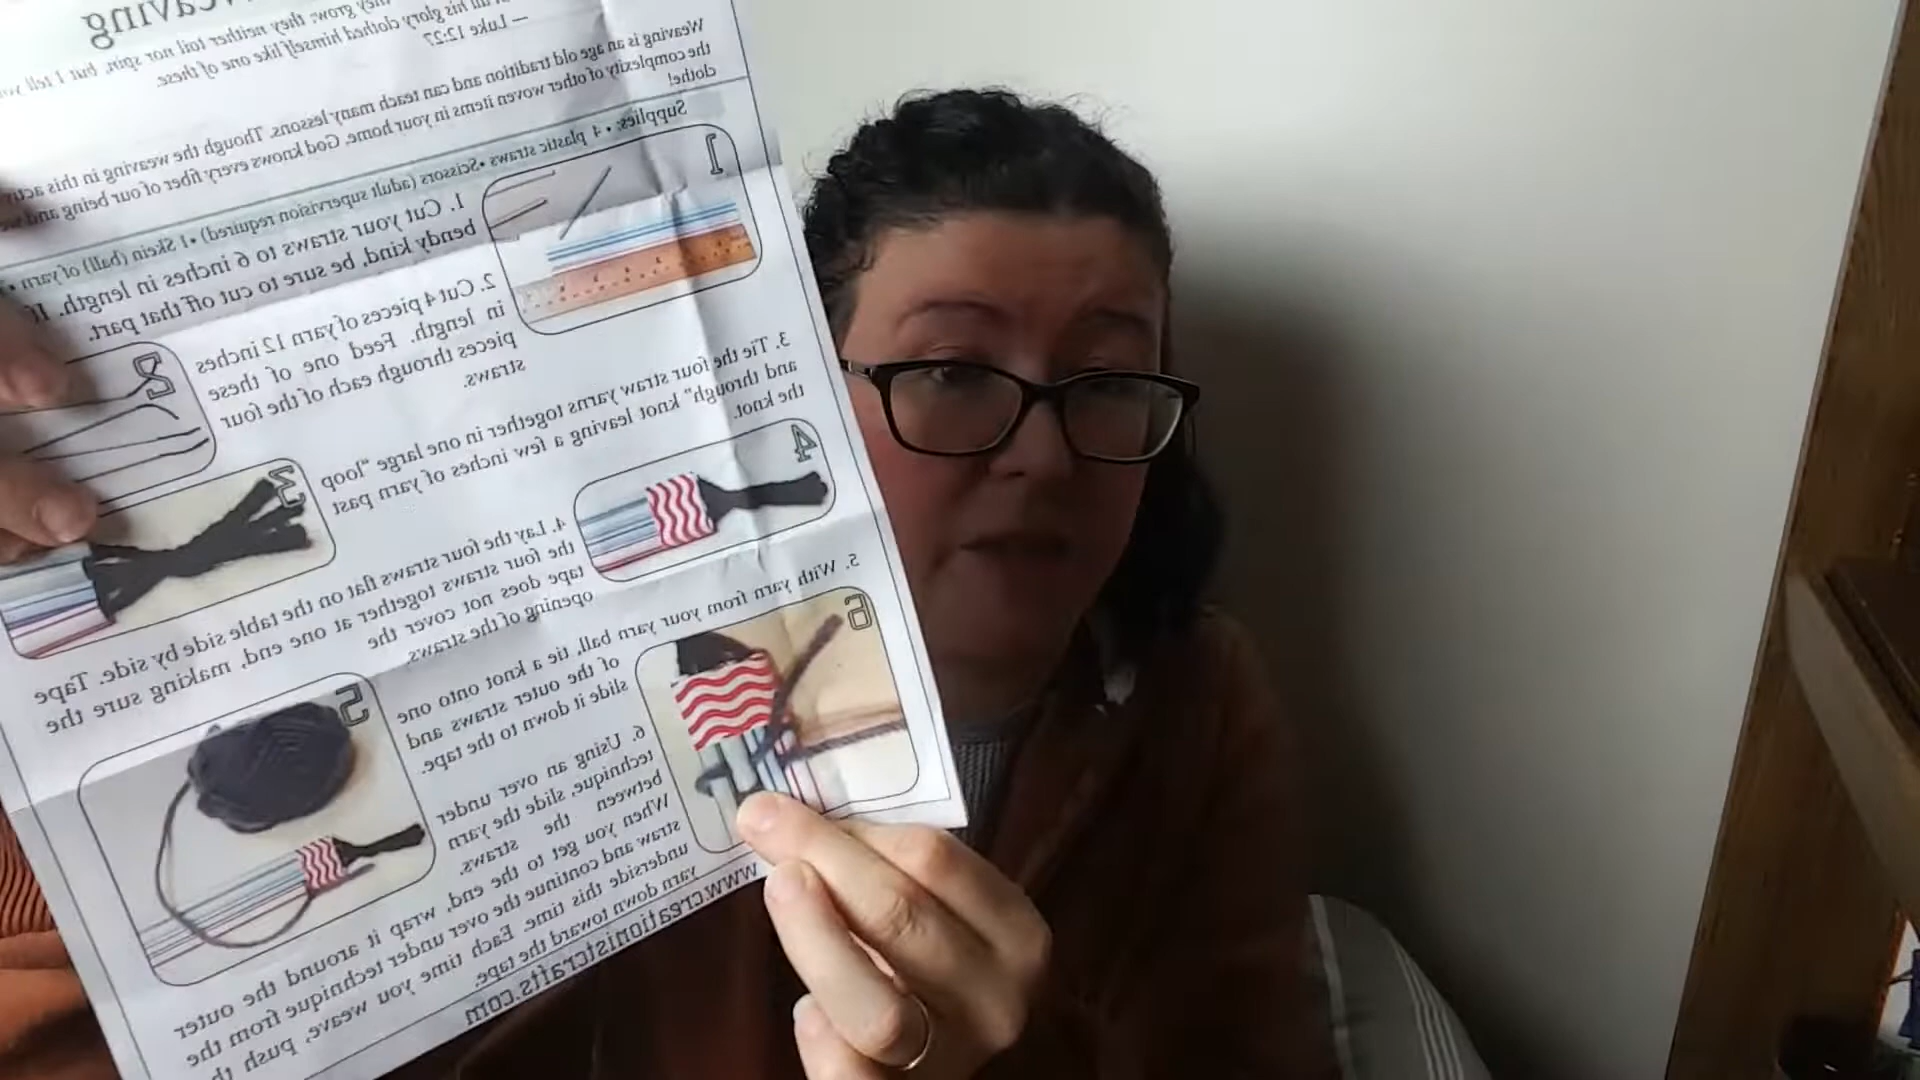 Weaving
they grow; they neither toil nor spin, but I tell
all his glory clothed himself like one of these.
— Luke 12:27
Weaving is an age old tradition and can teach many lessons. Though the weaving in this
the complexity of other woven items in your home, God knows every fiber of our being and
clothe!
Supplies: • 4 plastic straws • Scissors (adult supervision required) • 1 Skein (ball) of yarn •
1
1. Cut your straws to 6 inches in length. If
bendy kind, be sure to cut off that part.
2. Cut 4 pieces of yarn 12 inches
in length. Feed one of these
pieces through each of the four
straws.
2
3. Tie the four straw yarns together in one large "loop
and through" knot leaving a few inches of yarn past
the knot.
3
4
4. Lay the four straws flat on the table side by side. Tape
the four straws together at one end, making sure the
tape does not cover the
opening of the straws.
5. With yarn from your yarn ball, tie a knot onto one
of the outer straws and
slide it down to the tape.
5
6
6. Using an over under
technique, slide the yarn
between the straws.
When you get to the end, wrap it around the outer
straw and continue the over under technique from the
underside this time. Each time you weave, push
yarn down toward the tape.
www.creationistcrafts.com